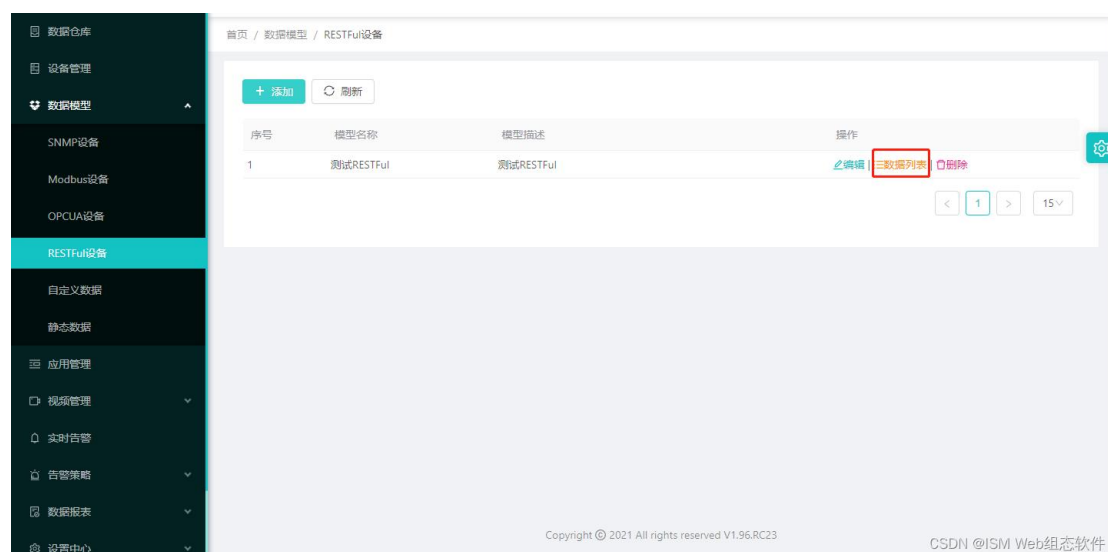 数据仓库
设备管理
数据模型
SNMP设备
Modbus设备
OPCUA设备
RESTFul设备
自定义数据
静态数据
应用管理
视频管理
实时告警
告警策略
数据报表
设置中心
首页 / 数据模型 / RESTFul设备
+ 添加 刷新
序号 模型名称 模型描述 操作
1 测试RESTFul 测试RESTFul 编辑 | 数据列表 | 删除
< 1 > 15
Copyright © 2021 All rights reserved V1.96.RC23
CSDN @ISM Web组态软件